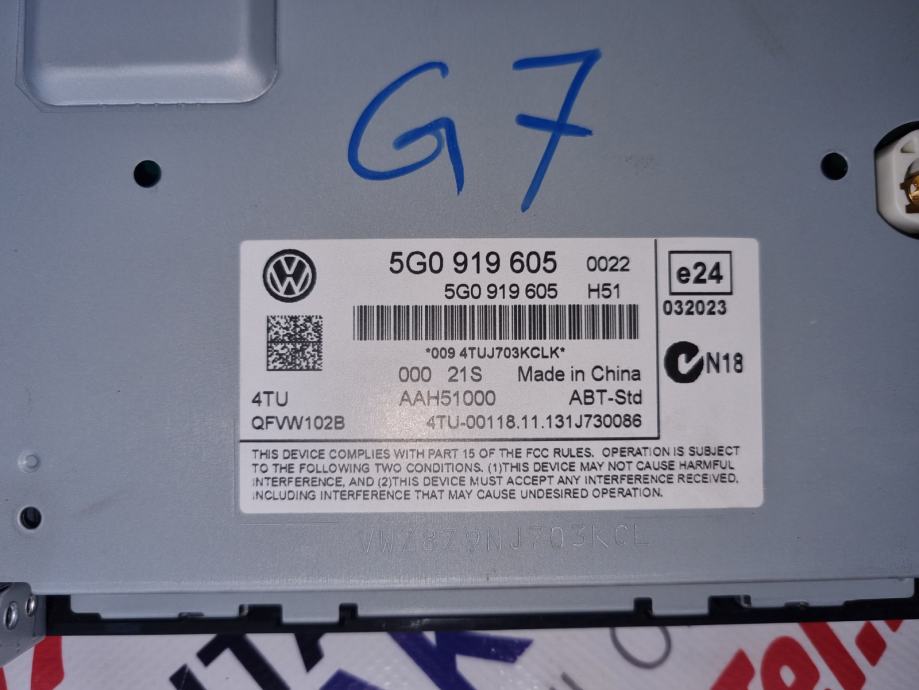 G7
5G0 919 605 0022
5G0 919 605 H51
e24
032023
*009 4TUJ703KCLK*
N18
000 21S Made in China
4TU AAH51000 ABT-Std
QFVW102B 4TU-00118.11.131J730086
THIS DEVICE COMPLIES WITH PART 15 OF THE FCC RULES. OPERATION IS SUBJECT
TO THE FOLLOWING TWO CONDITIONS. (1)THIS DEVICE MAY NOT CAUSE HARMFUL
INTERFERENCE, AND (2)THIS DEVICE MUST ACCEPT ANY INTERFERENCE RECEIVED,
INCLUDING INTERFERENCE THAT MAY CAUSE UNDESIRED OPERATION.
VWZ8Z9NJ703KCL